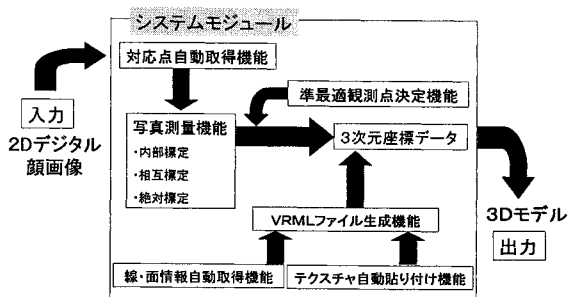 システムモジュール
対応点自動取得機能
入力
2Dデジタル
顔画像
準最適観測点決定機能
写真測量機能
・内部標定
・相互標定
・絶対標定
3次元座標データ
3Dモデル
出力
VRMLファイル生成機能
線・面情報自動取得機能
テクスチャ自動貼り付け機能